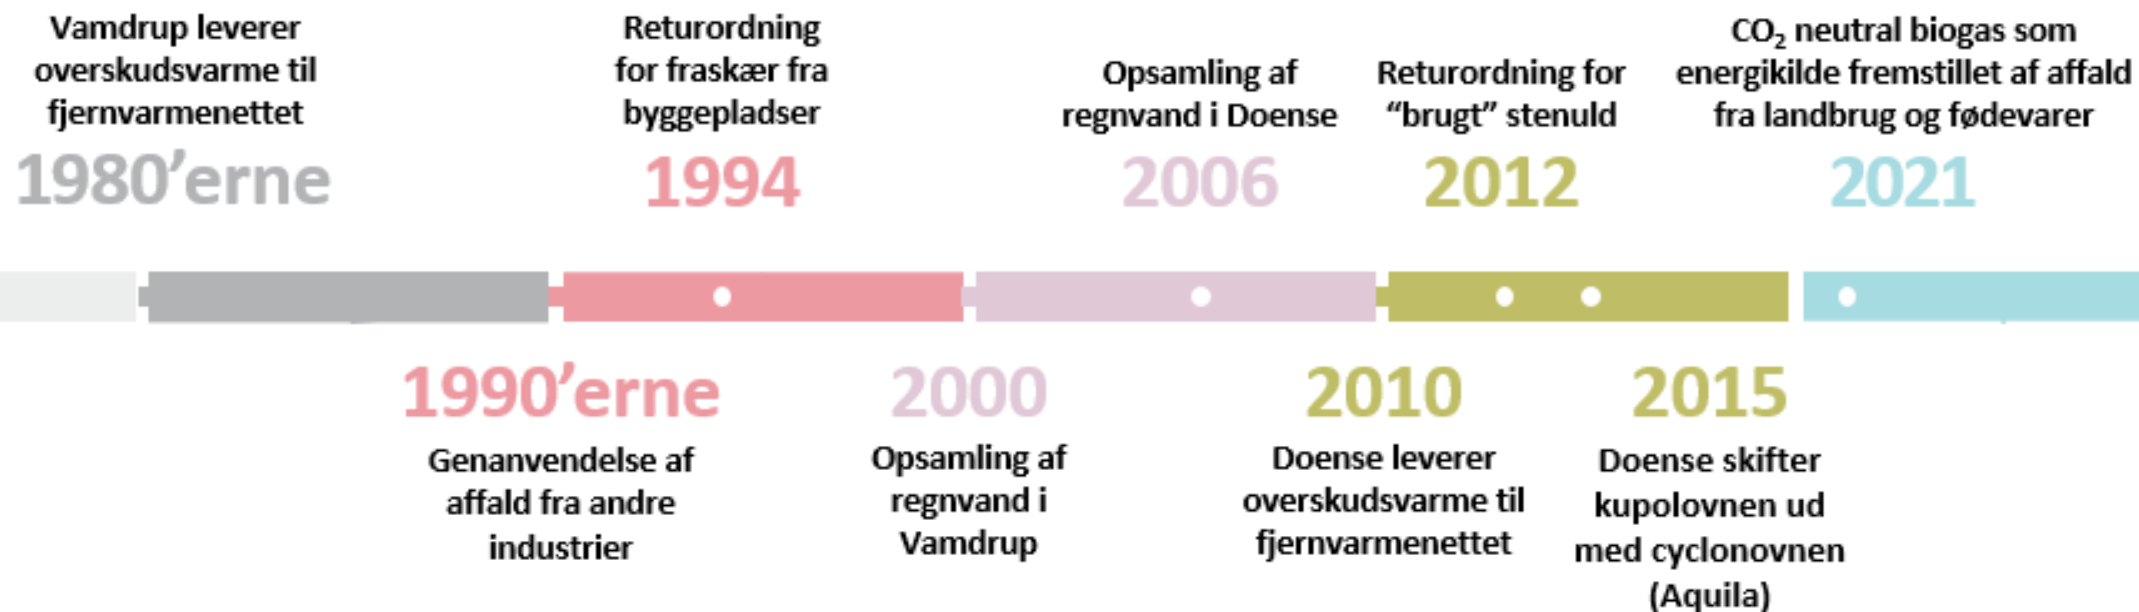 Vamdrup leverer
overskudsvarme til
fjernvarmenettet
1980’erne
Returordning
for fraskær fra
byggepladser
1994
Opsamling af
regnvand i Doense
2006
Returordning for
“brugt” stenuld
2012
CO₂ neutral biogas som
energikilde fremstillet af affald
fra landbrug og fødevarer
2021
1990’erne
Genanvendelse af
affald fra andre
industrier
2000
Opsamling af
regnvand i
Vamdrup
2010
Doense leverer
overskudsvarme til
fjernvarmenettet
2015
Doense skifter
kupolovnen ud
med cyclonovnen
(Aquila)